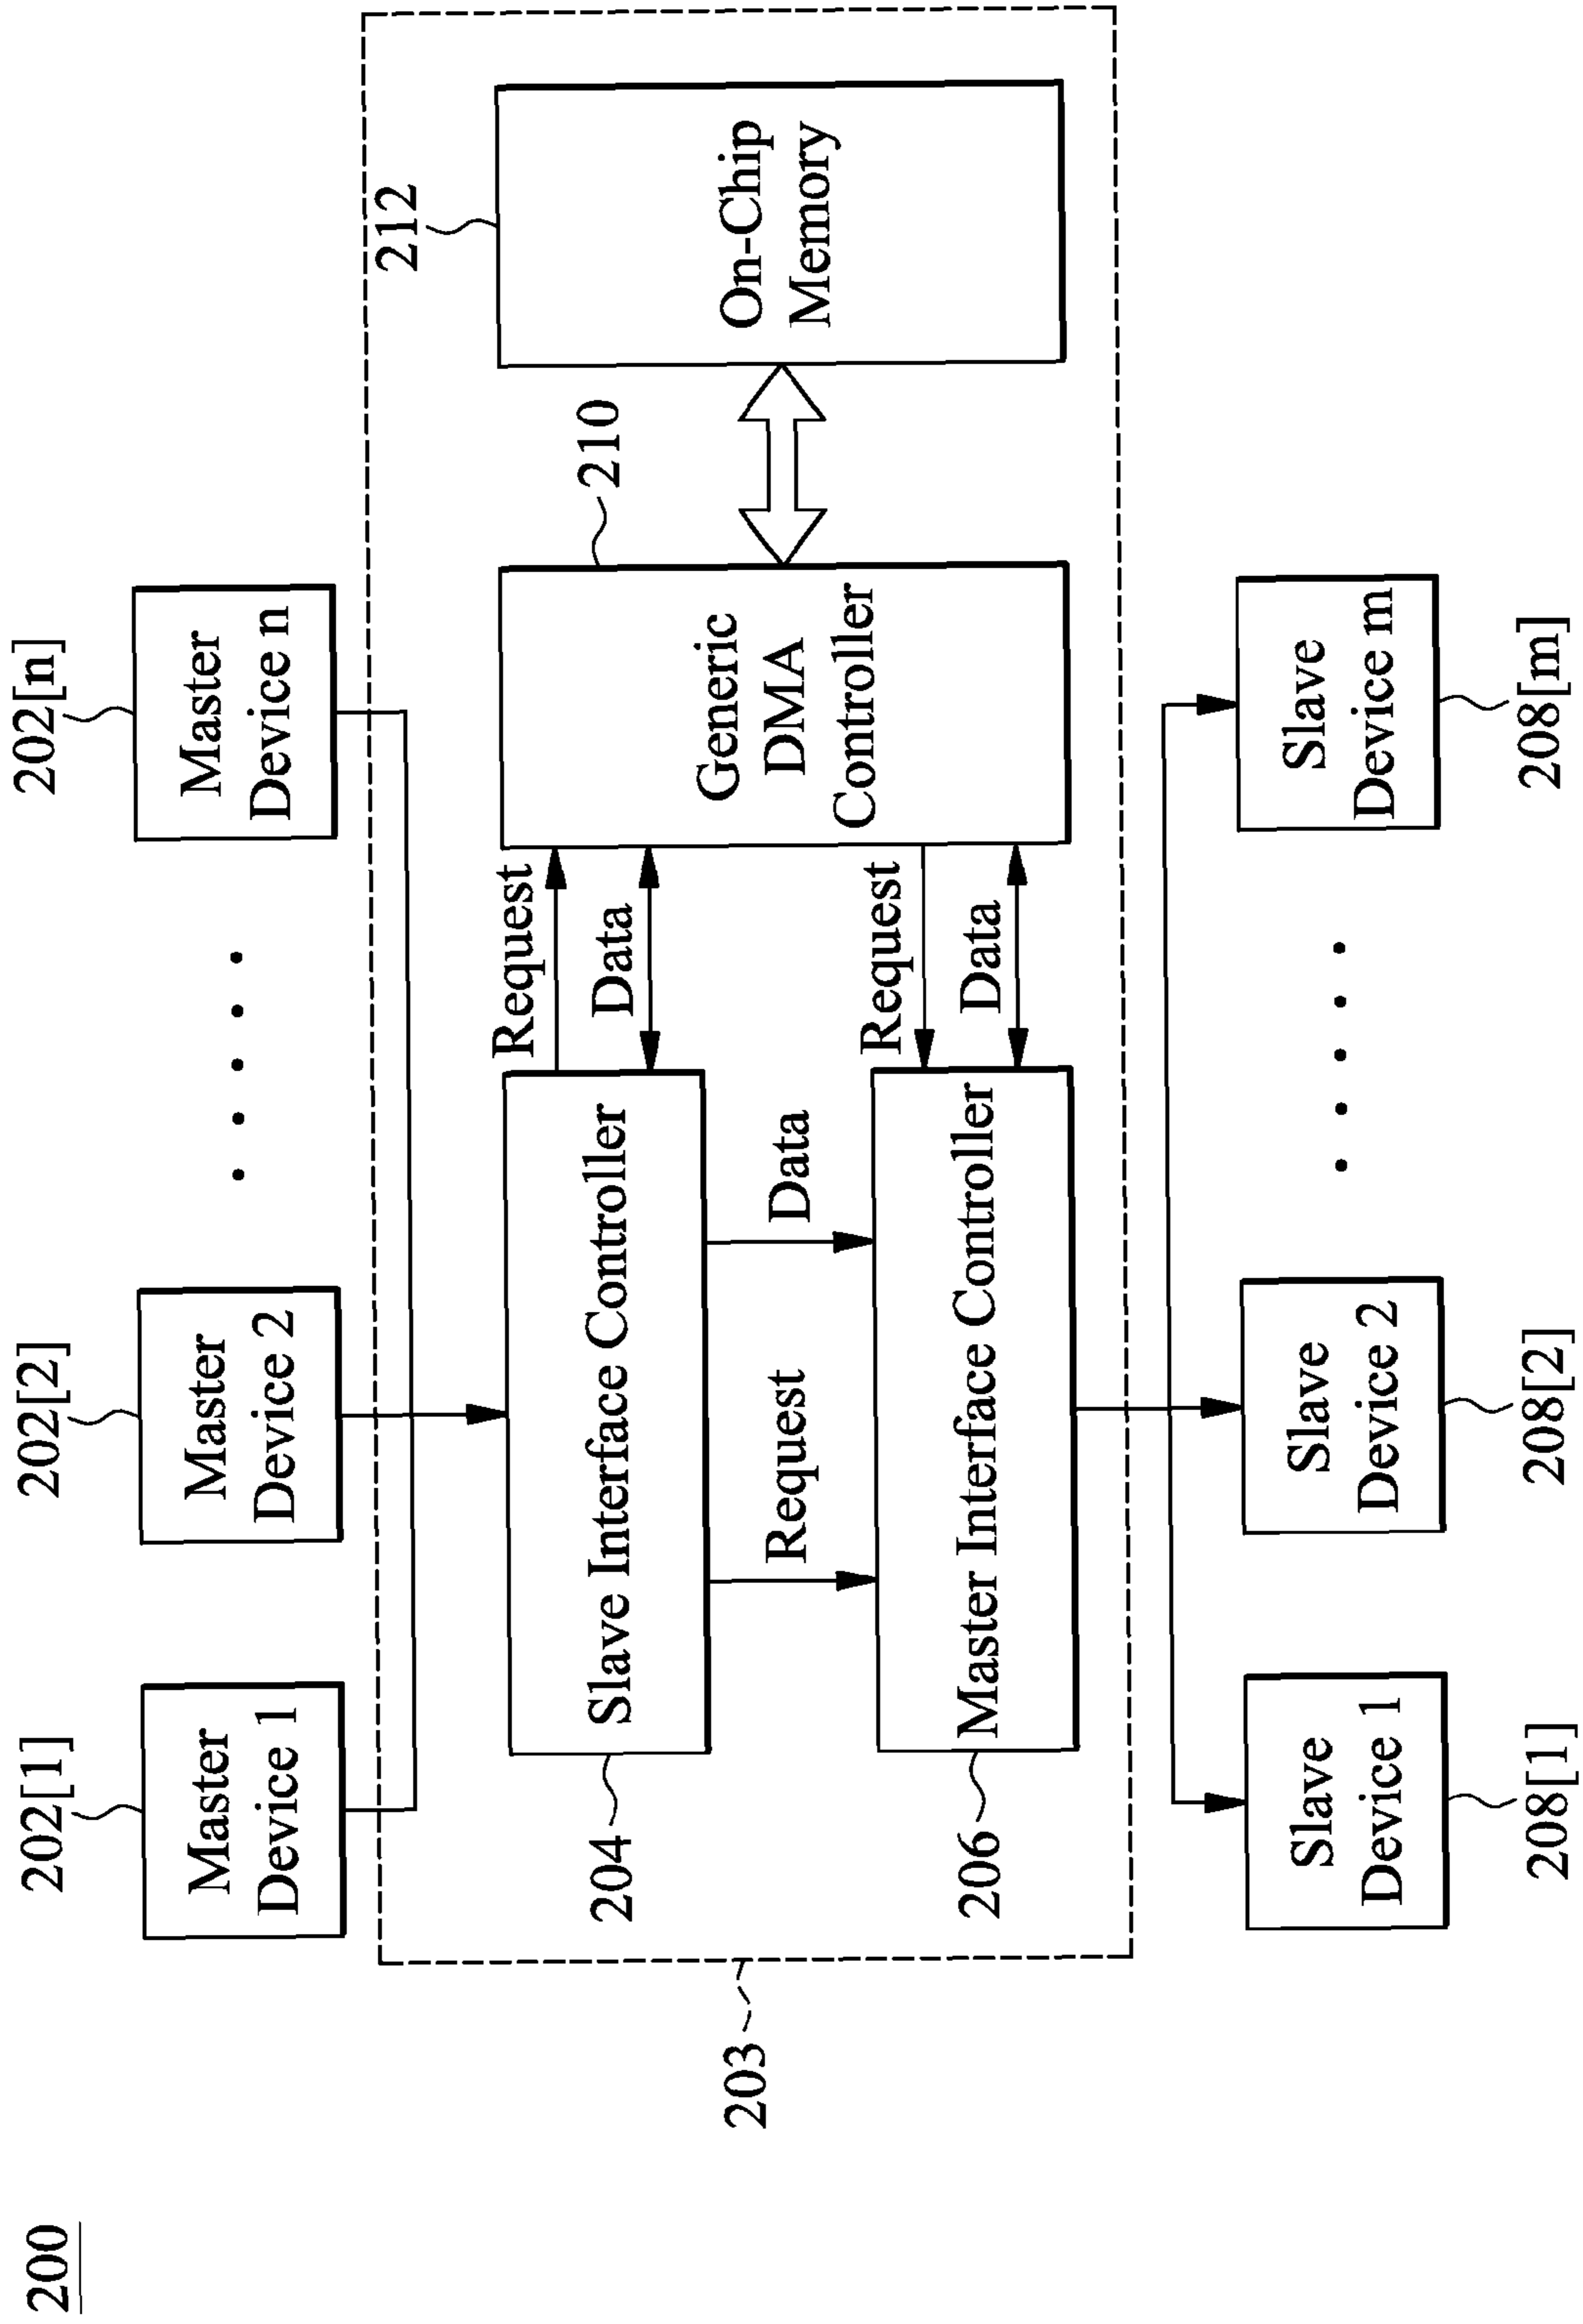 200
202[1]
202[2]
202[n]
Master
Device 1
Master
Device 2
. . . . .
Master
Device n
203
204
Slave Interface Controller
Request
Data
Request
Data
206
Master Interface Controller
Request
Data
210
Generic
DMA
Controller
212
On-Chip
Memory
Slave
Device 1
Slave
Device 2
. . . . .
Slave
Device m
208[1]
208[2]
208[m]